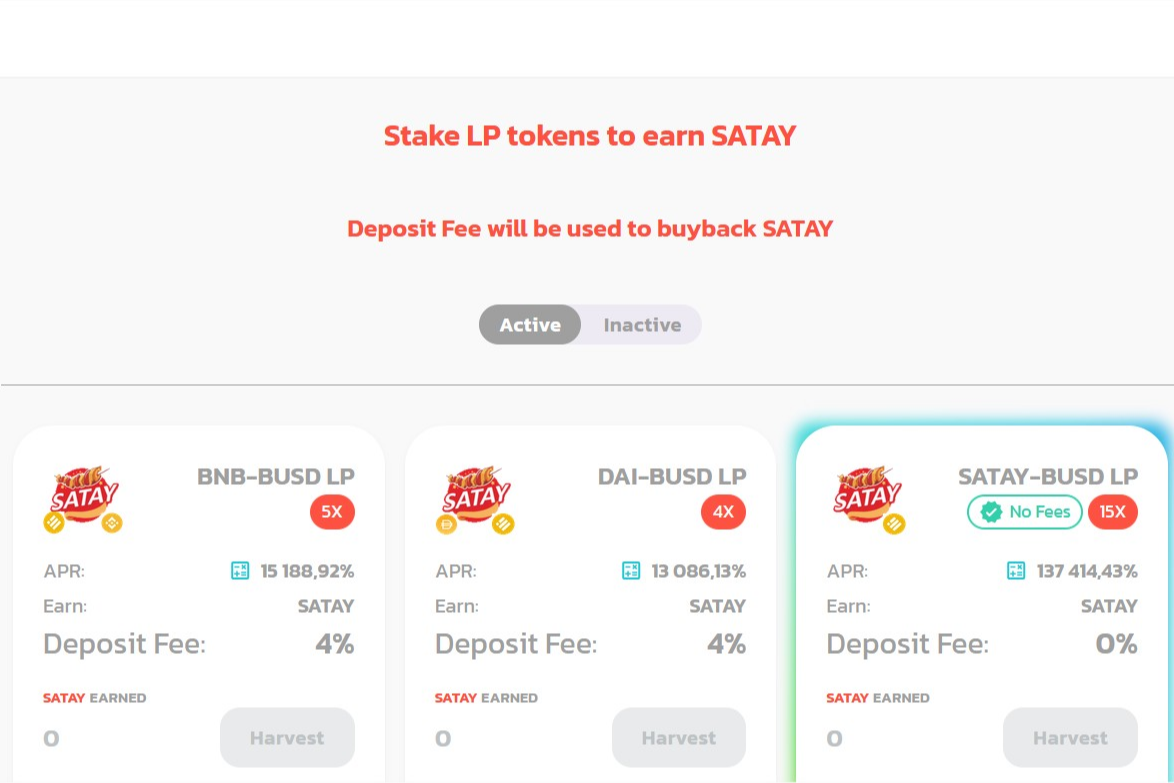 Stake LP tokens to earn SATAY
Deposit Fee will be used to buyback SATAY
Active Inactive
SATAY
BNB-BUSD LP
5X
APR: 15 188,92%
Earn: SATAY
Deposit Fee: 4%
SATAY EARNED
0 Harvest
SATAY
DAI-BUSD LP
4X
APR: 13 086,13%
Earn: SATAY
Deposit Fee: 4%
SATAY EARNED
0 Harvest
SATAY
SATAY-BUSD LP
No Fees 15X
APR: 137 414,43%
Earn: SATAY
Deposit Fee: 0%
SATAY EARNED
0 Harvest